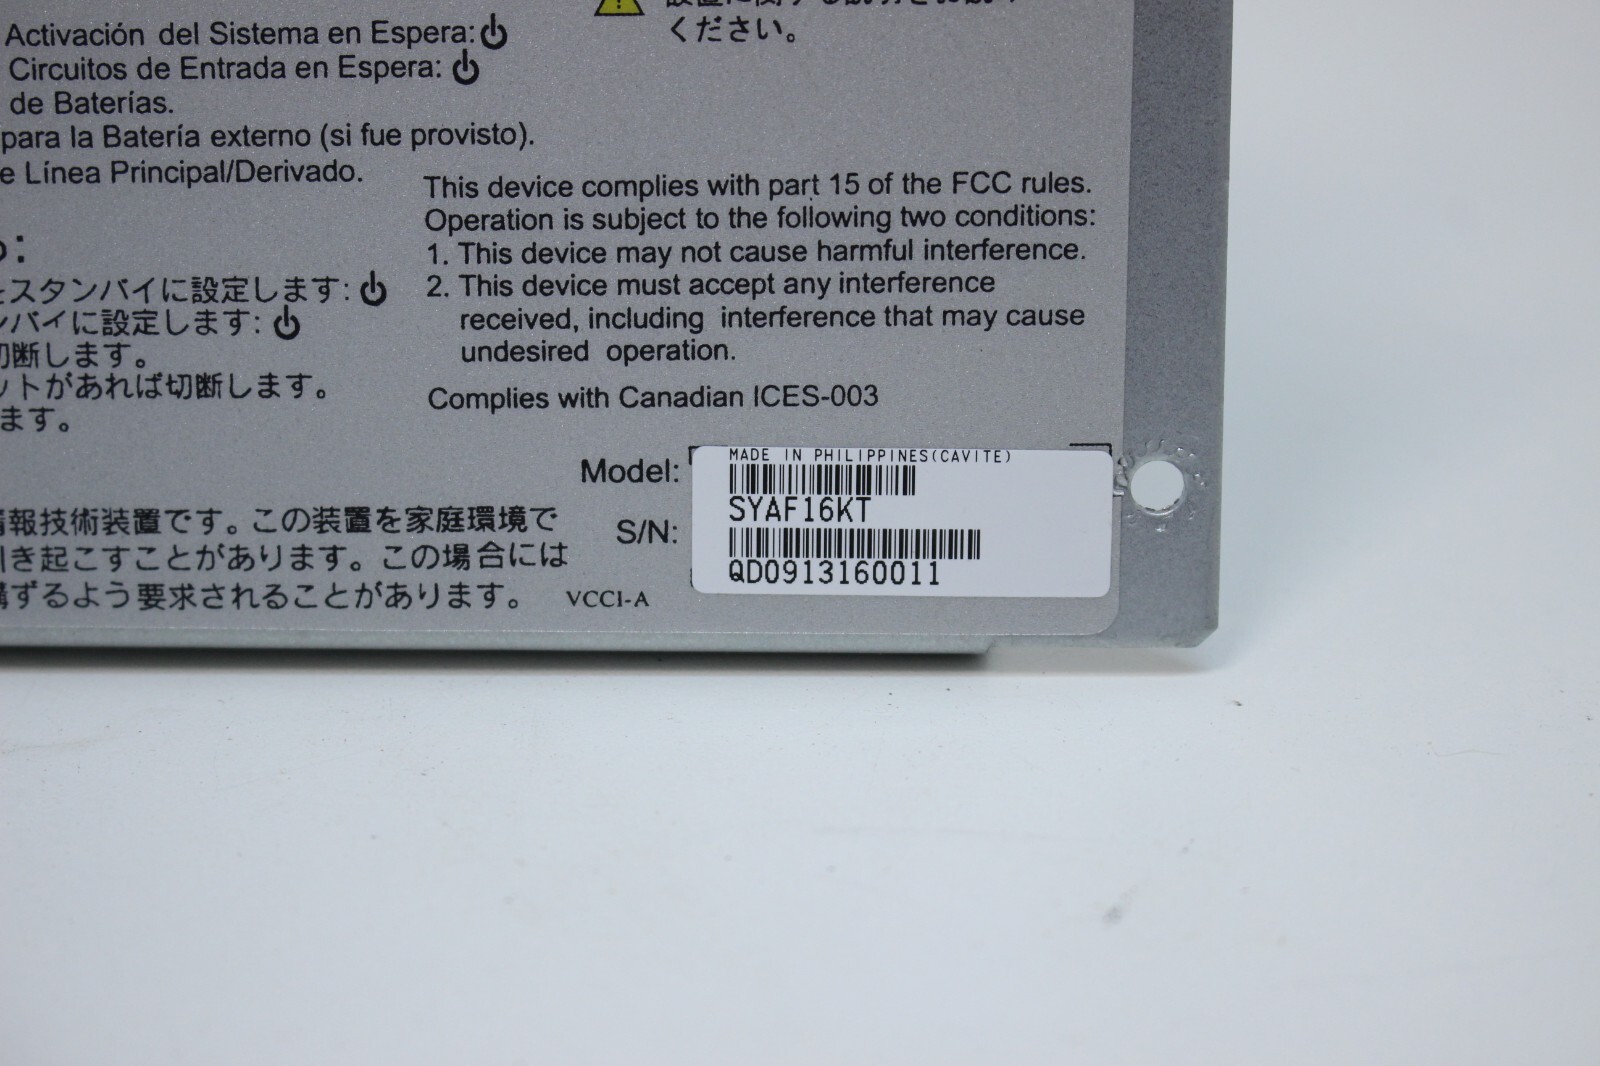 Activación del Sistema en Espera:
Circuitos de Entrada en Espera:
de Baterías.
para la Batería externo (si fue provisto).
e Línea Principal/Derivado.
ください。
This device complies with part 15 of the FCC rules.
Operation is subject to the following two conditions:
1. This device may not cause harmful interference.
2. This device must accept any interference
received, including interference that may cause
undesired operation.
Complies with Canadian ICES-003
スタンバイに設定します:
バイに設定します:
切断します。
ットがあれば切断します。
ます。
情報技術装置です。この装置を家庭環境で
引き起こすことがあります。この場合には
講ずるよう要求されることがあります。 VCCI-A
Model:
S/N:
MADE IN PHILIPPINES(CAVITE)
SYAF16KT
QD0913160011